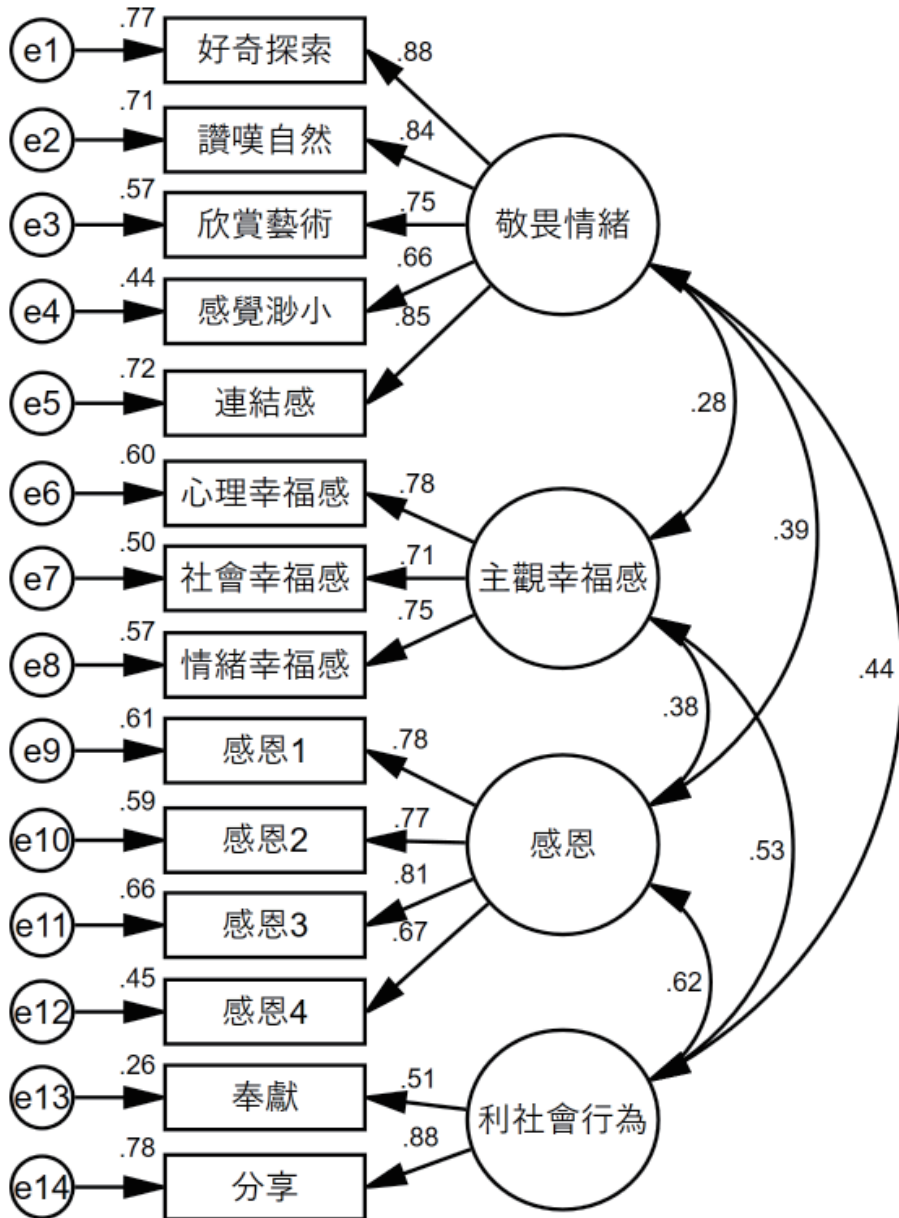 .77
e1
好奇探索
.88
.71
e2
讚嘆自然
.84
.57
e3
欣賞藝術
.75
敬畏情緒
.44
e4
感覺渺小
.66
.85
.72
e5
連結感
.28
.60
e6
心理幸福感
.78
.39
.50
e7
社會幸福感
.71
主觀幸福感
.57
e8
情緒幸福感
.75
.44
.38
.61
e9
感恩1
.78
.59
e10
感恩2
.77
感恩
.53
.66
e11
感恩3
.81
.67
.45
e12
感恩4
.62
.26
e13
奉獻
.51
利社會行為
.78
e14
分享
.88